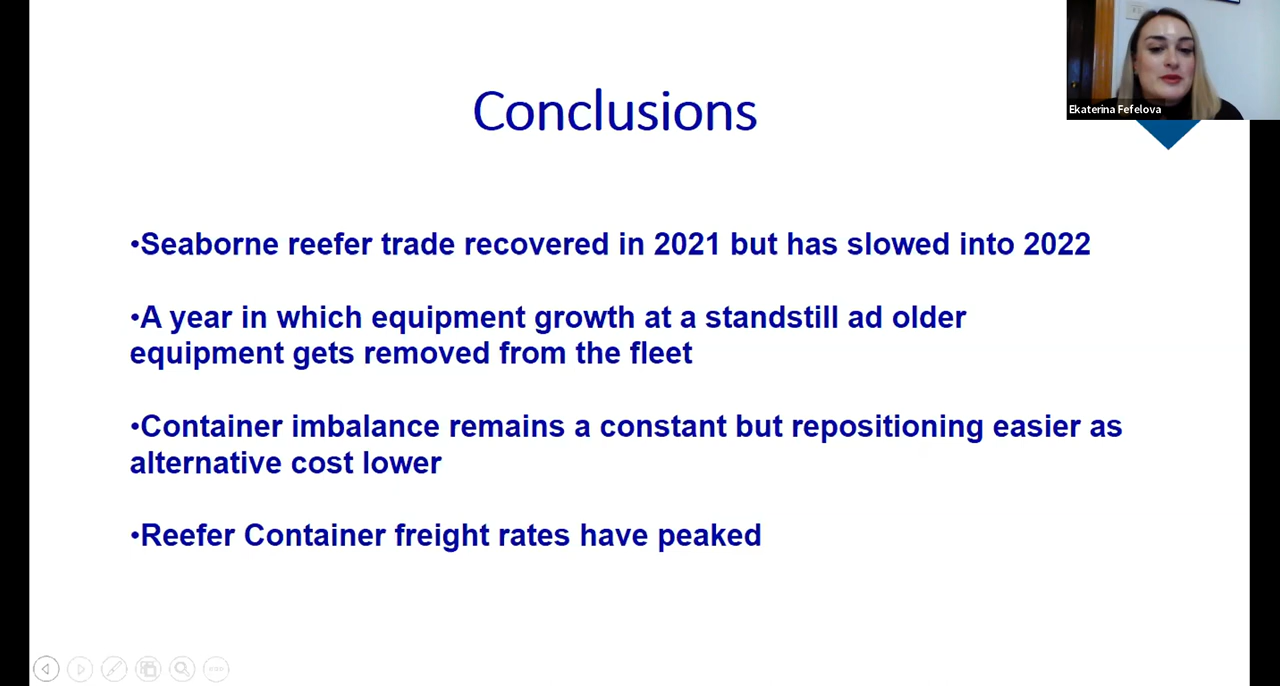 Conclusions
Ekaterina Fefelova
•Seaborne reefer trade recovered in 2021 but has slowed into 2022
•A year in which equipment growth at a standstill ad older
equipment gets removed from the fleet
•Container imbalance remains a constant but repositioning easier as
alternative cost lower
•Reefer Container freight rates have peaked